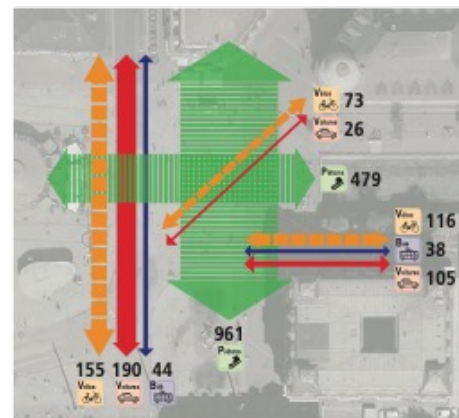 Vélos 73
Voitures 26
Piétons 479
Vélos 116
Bus 38
Voitures 105
961
Piétons
155 190 44
Vélos Voitures Bus